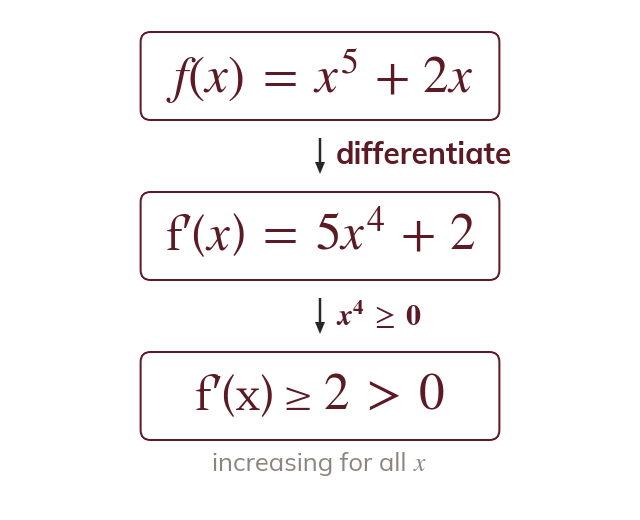 f(x) = x⁵ + 2x
differentiate
f′(x) = 5x⁴ + 2
x⁴ ≥ 0
f′(x) ≥ 2 > 0
increasing for all x